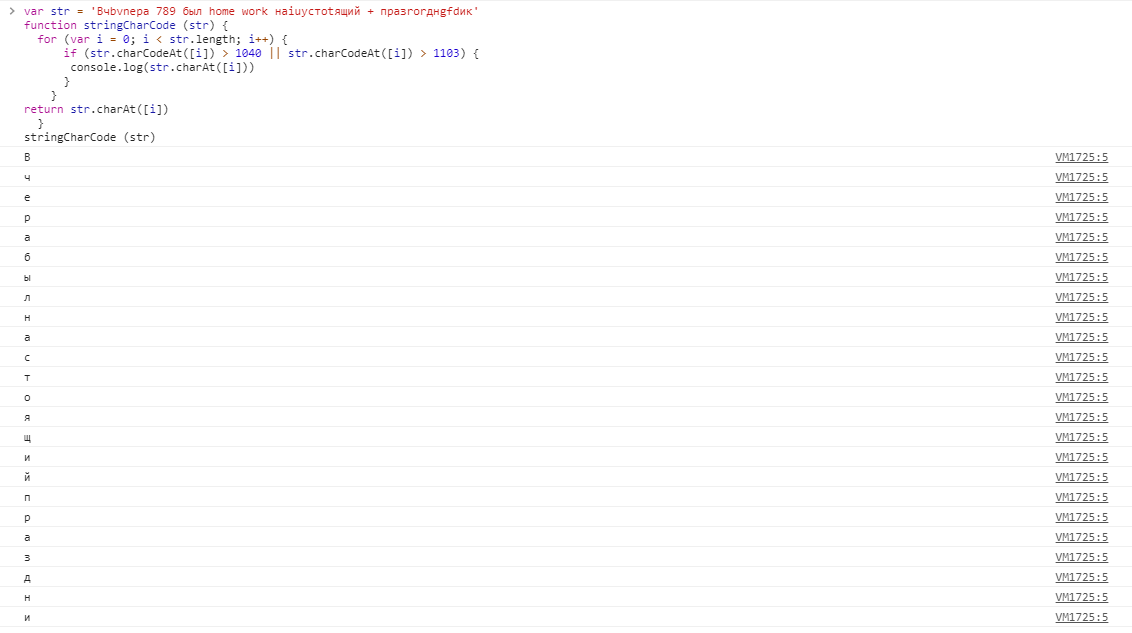 > var str = 'Вчbvnера 789 был home work наiuyстоtящий + празrorднgfdик'
function stringCharCode (str) {
for (var i = 0; i < str.length; i++) {
if (str.charCodeAt([i]) > 1040 || str.charCodeAt([i]) > 1103) {
console.log(str.charAt([i]))
}
}
return str.charAt([i])
}
stringCharCode (str)
В VM1725:5
ч VM1725:5
е VM1725:5
р VM1725:5
а VM1725:5
б VM1725:5
ы VM1725:5
л VM1725:5
н VM1725:5
а VM1725:5
с VM1725:5
т VM1725:5
о VM1725:5
я VM1725:5
щ VM1725:5
и VM1725:5
й VM1725:5
п VM1725:5
р VM1725:5
а VM1725:5
з VM1725:5
д VM1725:5
н VM1725:5
и VM1725:5